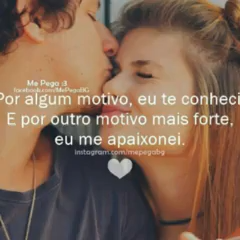 Me Pego :3
facebook.com/MePegoBG
Por algum motivo, eu te conheci
E por outro motivo mais forte,
eu me apaixonei.
instagram.com/mepegobg